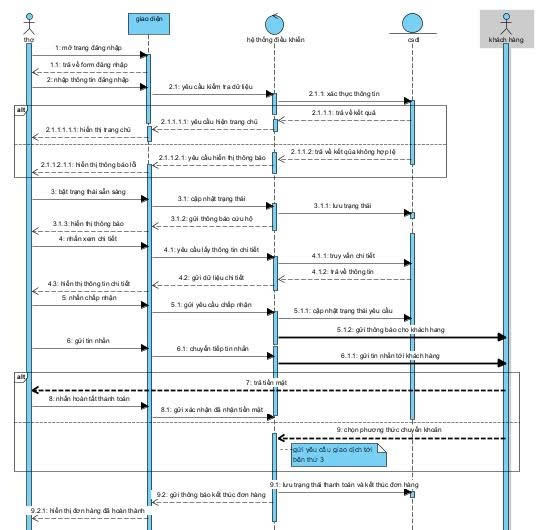 giao diện
thợ
hệ thống điều khiển
csdl
khách hàng
1: mở trang đăng nhập
1.1: trả về form đăng nhập
2: nhập thông tin đăng nhập
2.1: yêu cầu kiểm tra dữ liệu
2.1.1: xác thực thông tin
alt
2.1.1.1: trả về kết quả
2.1.1.1.1: yêu cầu hiện trang chủ
2.1.1.1.1.1: hiển thị trang chủ
2.1.1.2: trả về kết qủa không hợp lệ
2.1.1.2.1: yêu cầu hiển thị thông báo
2.1.1.2.1.1: hiển thị thông báo lỗi
3: bật trạng thái sẵn sàng
3.1: cập nhật trạng thái
3.1.1: lưu trạng thái
3.1.2: gửi thông báo cứu hộ
3.1.3: hiển thị thông báo
4: nhấn xem chi tiết
4.1: yêu cầu lấy thông tin chi tiết
4.1.1: truy vấn chi tiết
4.1.2: trả về thông tin
4.2: gửi dữ liệu chi tiết
4.3: hiển thị thông tin chi tiết
5: nhấn chấp nhận
5.1: gửi yêu cầu chấp nhận
5.1.1: cập nhật trạng thái yêu cầu
5.1.2: gửi thông báo cho khách hang
6: gửi tin nhắn
6.1: chuyển tiếp tin nhắn
6.1.1: gửi tin nhắn tới khách hàng
alt
7: trả tiền mặt
8: nhấn hoàn tất thanh toán
8.1: gửi xác nhận đã nhận tiền mặt
9: chọn phương thức chuyển khoản
gửi yêu cầu giao dịch tới
bên thứ 3
9.1: lưu trạng thái thanh toán và kết thúc đơn hàng
9.2: gửi thông báo kết thúc đơn hàng
9.2.1: hiển thị đơn hàng đã hoàn thành